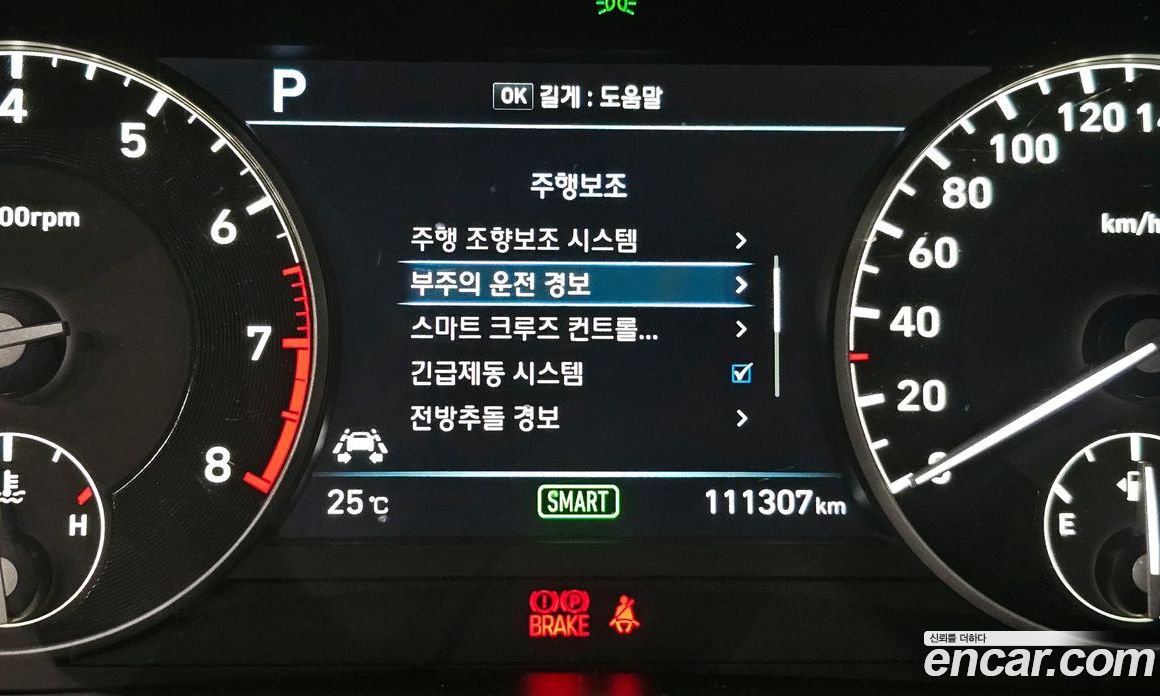 P
OK 길게 : 도움말
주행보조
주행 조향보조 시스템
부주의 운전 경보
스마트 크루즈 컨트롤...
긴급제동 시스템
전방추돌 경보
25℃
SMART
111307km
4
5
6
7
8
00rpm
H
120
100
80
60
40
20
km/h
E
P
BRAKE
신뢰를 더하다
encar.com